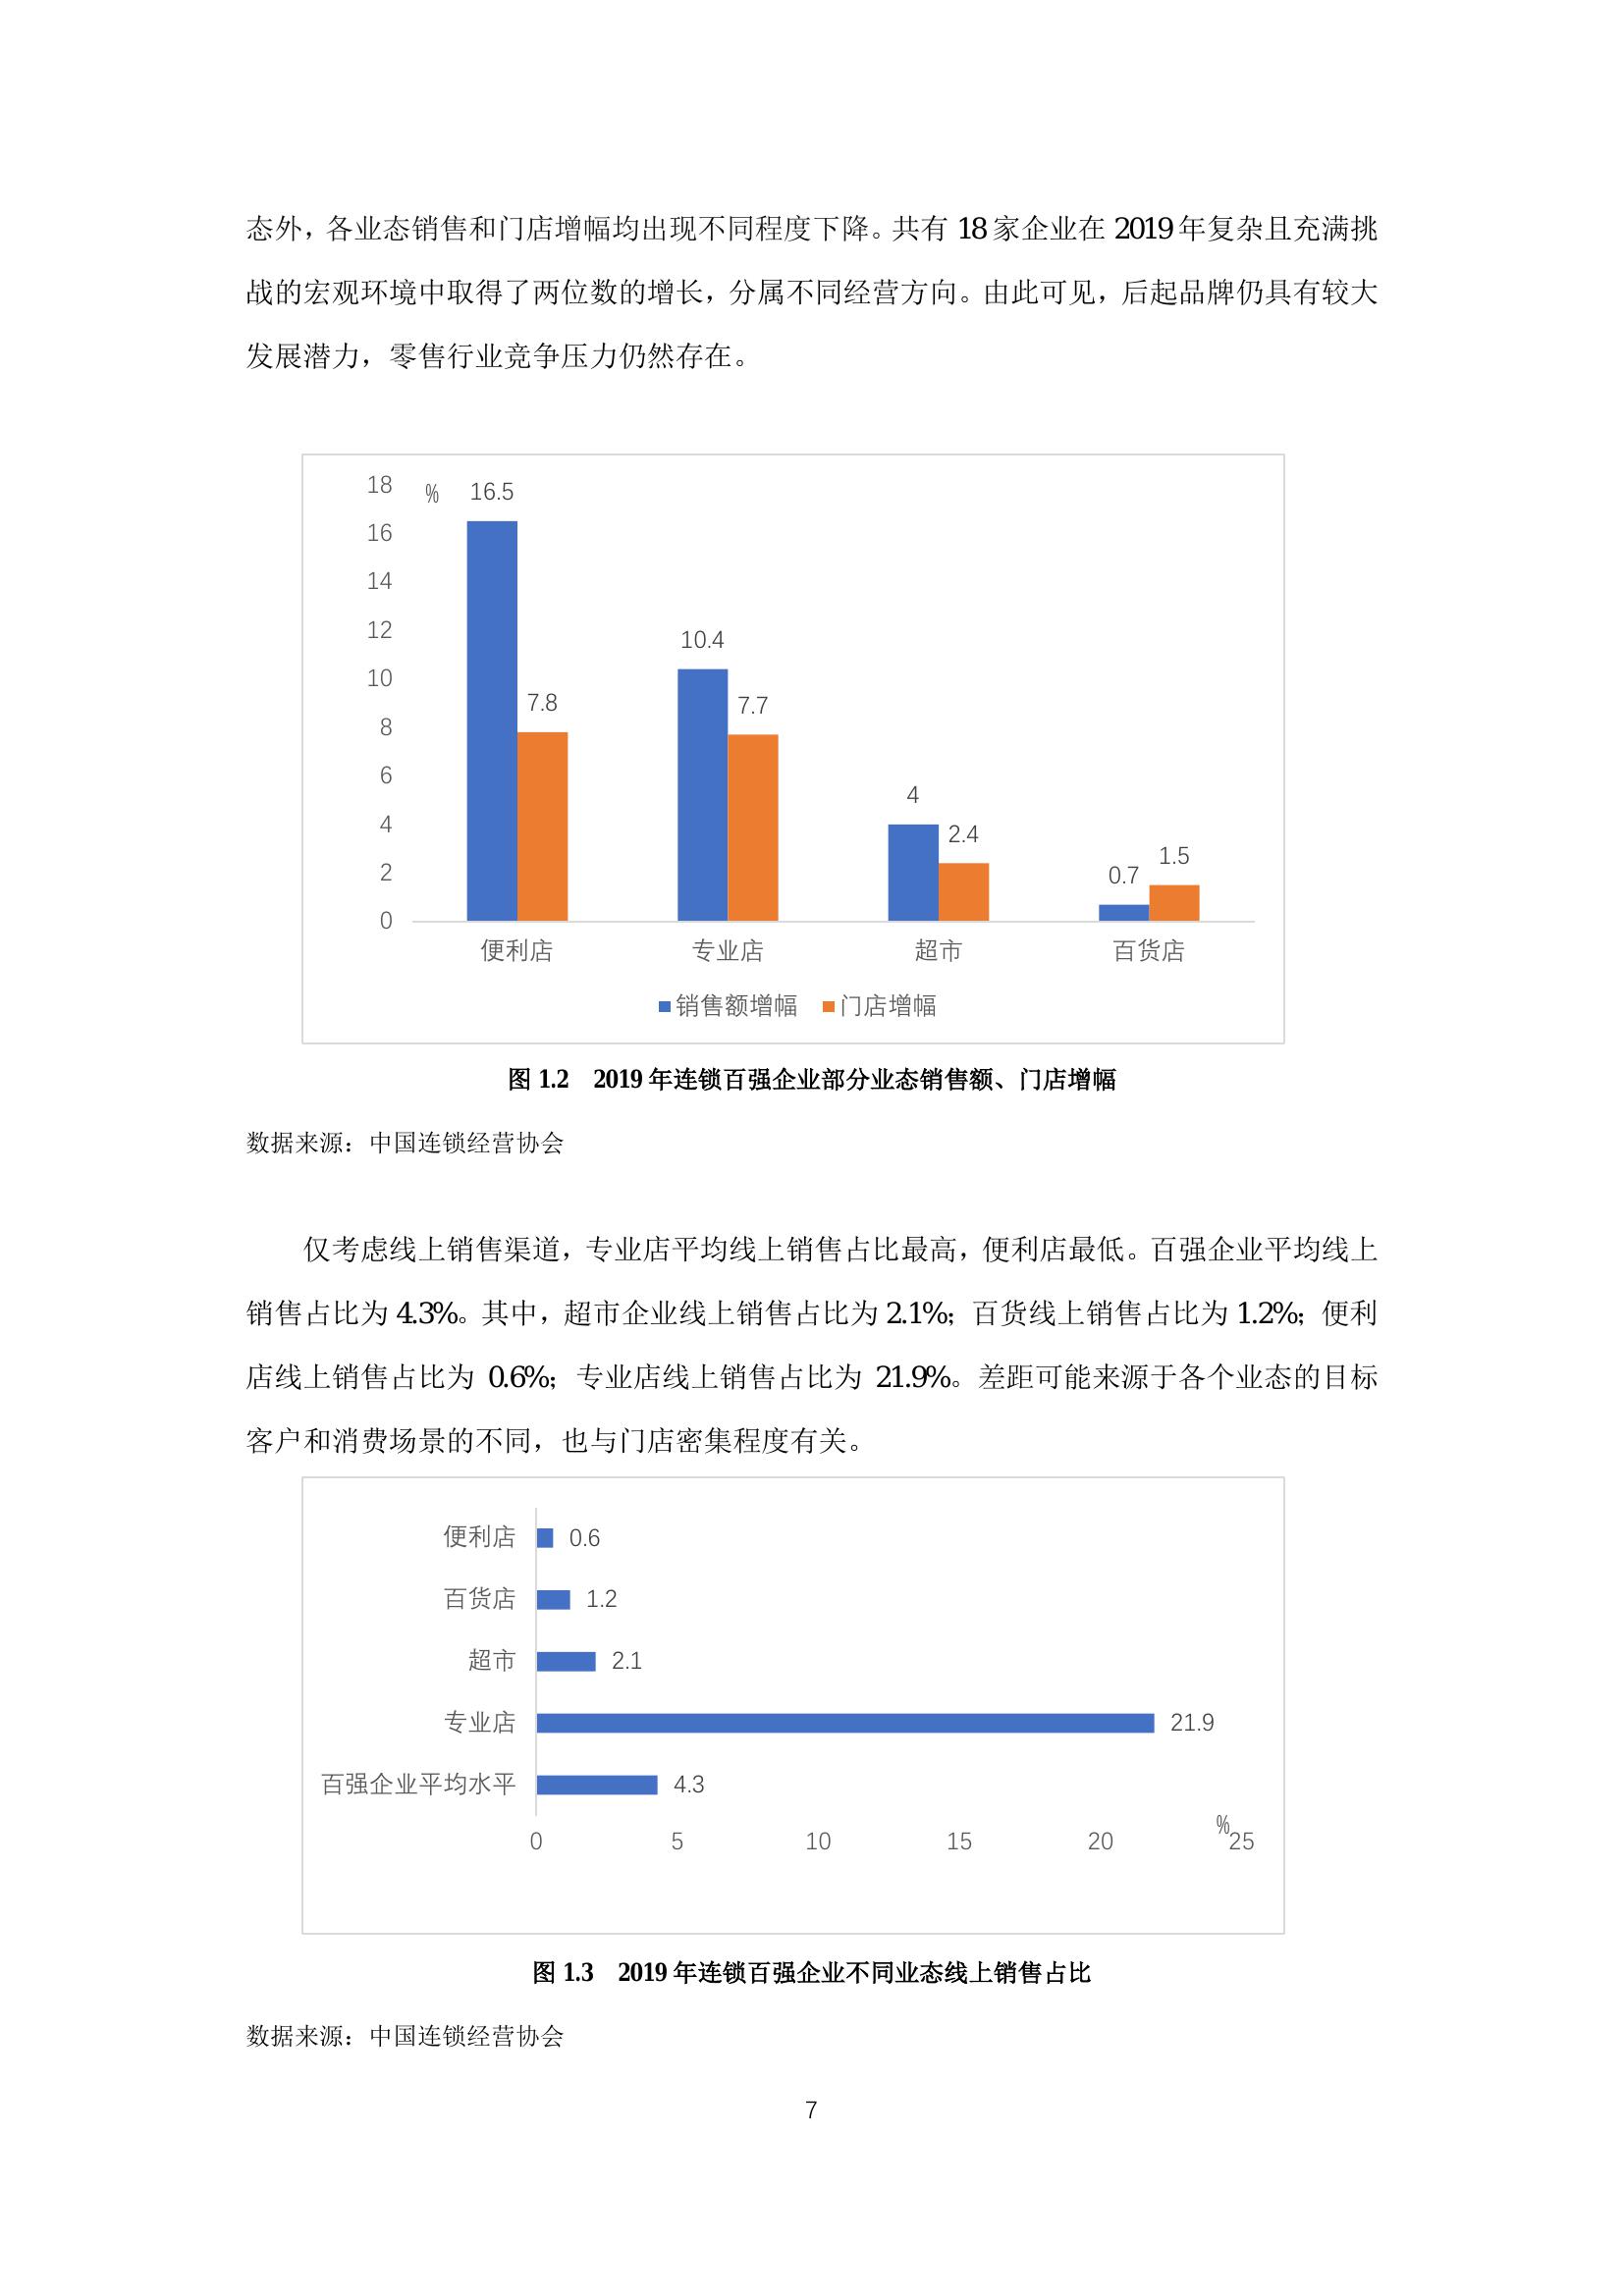 态外，各业态销售和门店增幅均出现不同程度下降。共有 18 家企业在 2019 年复杂且充满挑
战的宏观环境中取得了两位数的增长，分属不同经营方向。由此可见，后起品牌仍具有较大
发展潜力，零售行业竞争压力仍然存在。
18
%
16.5
16
14
12
10.4
10
7.8
7.7
8
6
4
4
2.4
2
0.7
1.5
0
便利店
专业店
超市
百货店
销售额增幅
门店增幅
图 1.2 2019 年连锁百强企业部分业态销售额、门店增幅
数据来源：中国连锁经营协会
仅考虑线上销售渠道，专业店平均线上销售占比最高，便利店最低。百强企业平均线上
销售占比为 4.3%。其中，超市企业线上销售占比为 2.1%；百货线上销售占比为 1.2%；便利
店线上销售占比为 0.6%；专业店线上销售占比为 21.9%。差距可能来源于各个业态的目标
客户和消费场景的不同，也与门店密集程度有关。
便利店 0.6
百货店 1.2
超市 2.1
专业店 21.9
百强企业平均水平 4.3
%
0 5 10 15 20 25
图 1.3 2019 年连锁百强企业不同业态线上销售占比
数据来源：中国连锁经营协会
7